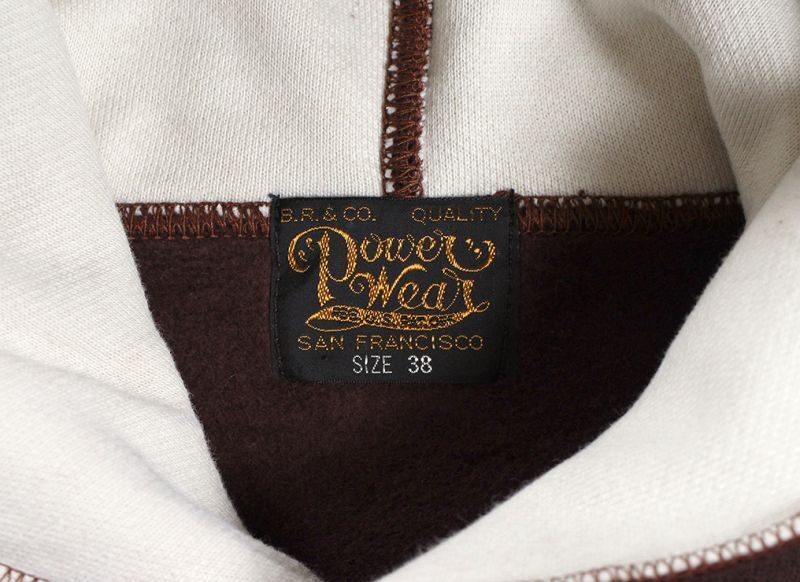 B.R. & CO. QUALITY
Power
Wear
SAN FRANCISCO
SIZE 38